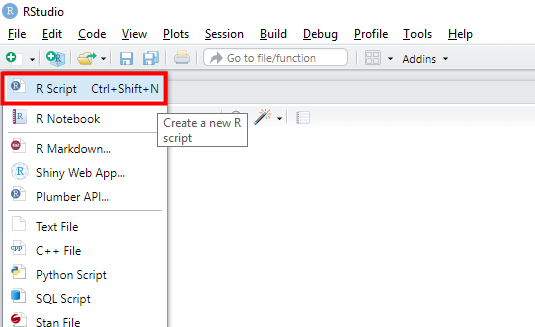 RStudio
File Edit Code View Plots Session Build Debug Profile Tools Help
Go to file/function Addins
R Script Ctrl+Shift+N
R Notebook
Create a new R
script
R Markdown...
Shiny Web App...
Plumber API...
Text File
C++ File
Python Script
SQL Script
Stan File